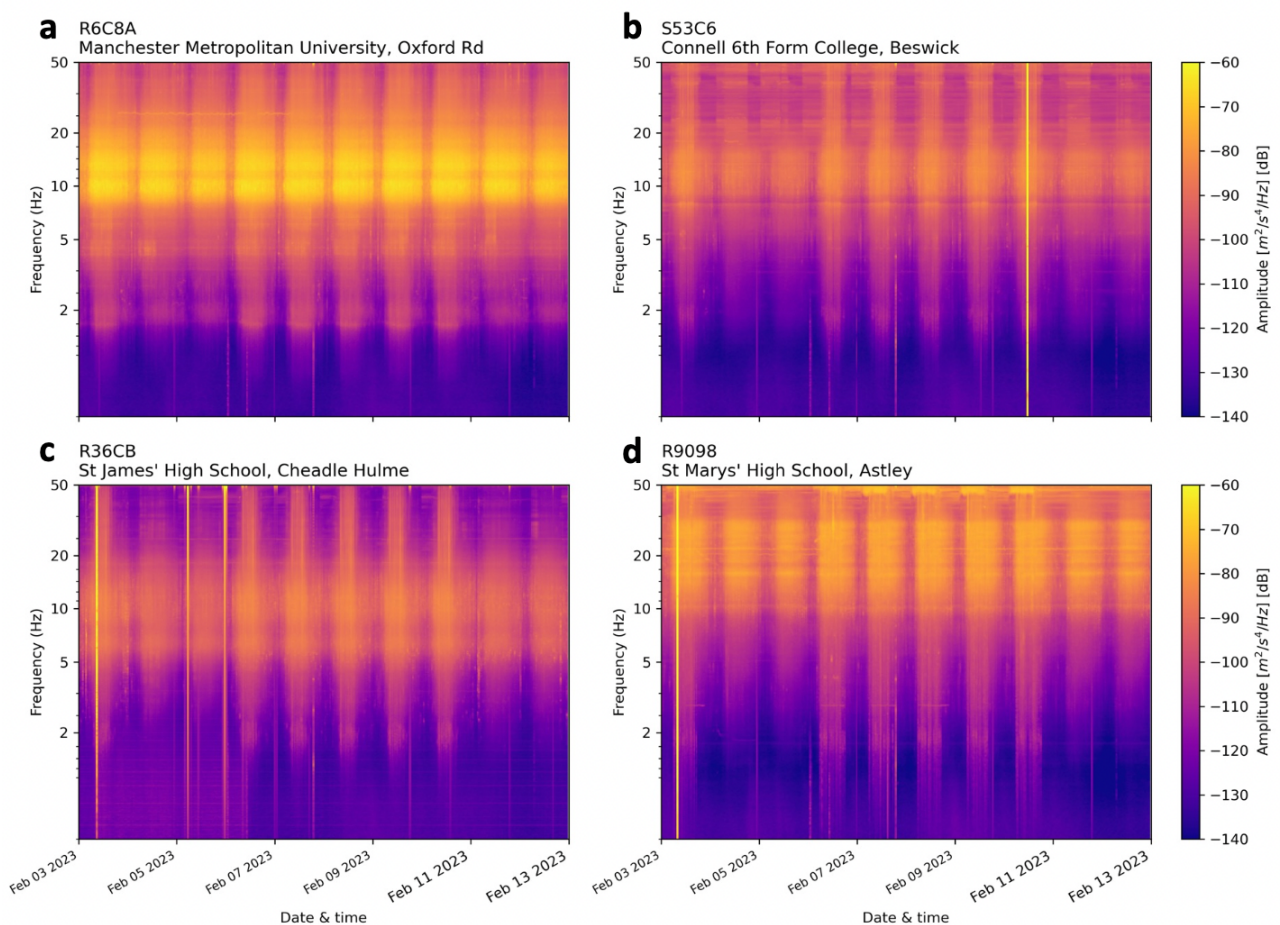 a R6C8A
Manchester Metropolitan University, Oxford Rd
50
20
10
5
2
Frequency (Hz)
b S53C6
Connell 6th Form College, Beswick
50
20
10
5
2
Frequency (Hz)
−60
−70
−80
−90
−100
−110
−120
−130
−140
Amplitude [m²/s⁴/Hz] [dB]
c R36CB
St James' High School, Cheadle Hulme
50
20
10
5
2
Frequency (Hz)
Feb 03 2023
Feb 05 2023
Feb 07 2023
Feb 09 2023
Feb 11 2023
Feb 13 2023
Date & time
d R9098
St Marys' High School, Astley
50
20
10
5
2
Frequency (Hz)
Feb 03 2023
Feb 05 2023
Feb 07 2023
Feb 09 2023
Feb 11 2023
Feb 13 2023
Date & time
−60
−70
−80
−90
−100
−110
−120
−130
−140
Amplitude [m²/s⁴/Hz] [dB]